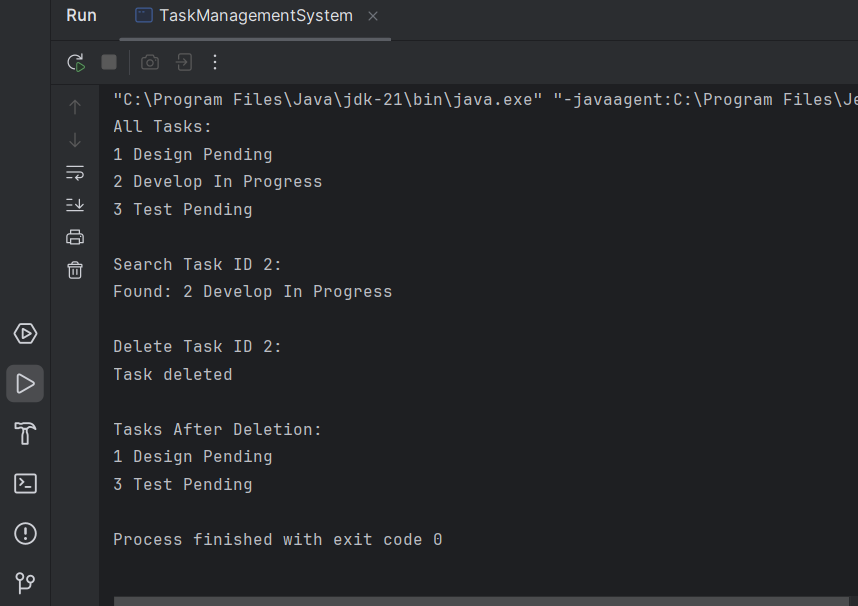 Run TaskManagementSystem
"C:\Program Files\Java\jdk-21\bin\java.exe" "-javaagent:C:\Program Files\Je
All Tasks:
1 Design Pending
2 Develop In Progress
3 Test Pending
Search Task ID 2:
Found: 2 Develop In Progress
Delete Task ID 2:
Task deleted
Tasks After Deletion:
1 Design Pending
3 Test Pending
Process finished with exit code 0